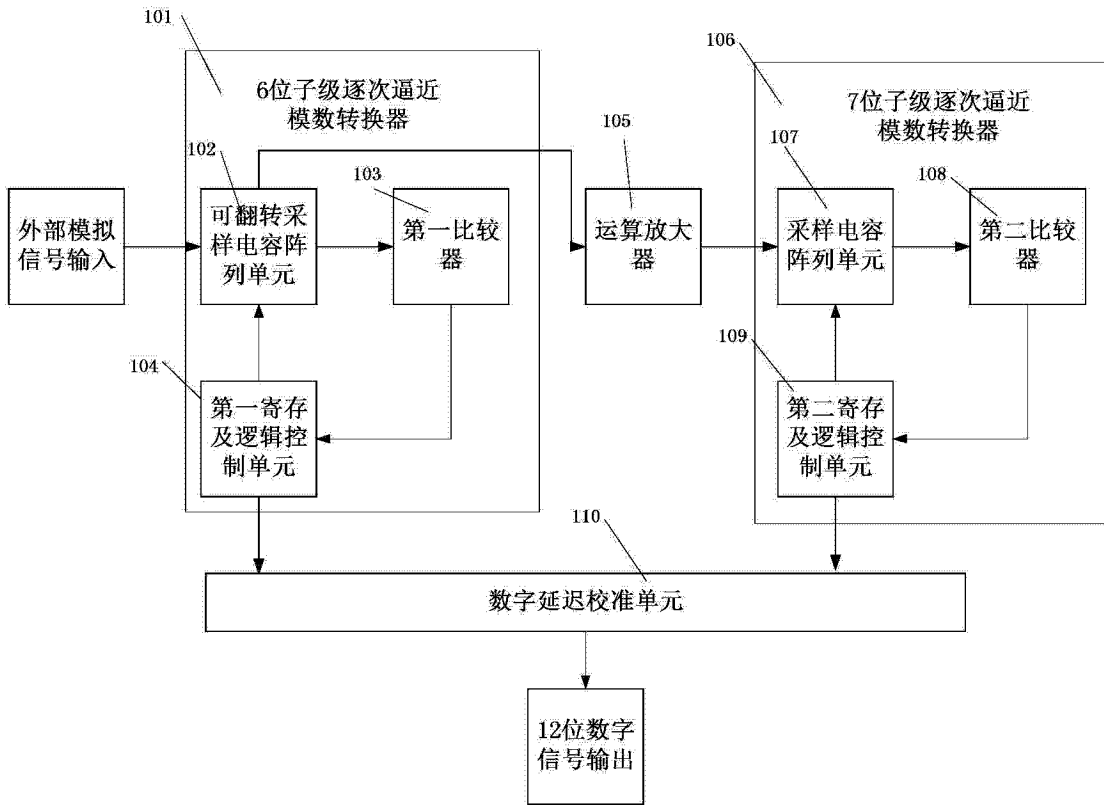 101
6位子级逐次逼近
模数转换器
102
103
外部模拟
信号输入
可翻转采
样电容阵
列单元
第一比较
器
104
第一寄存
及逻辑控
制单元
105
运算放大
器
106
7位子级逐次逼近
模数转换器
107
108
采样电容
阵列单元
第二比较
器
109
第二寄存
及逻辑控
制单元
110
数字延迟校准单元
12位数字
信号输出